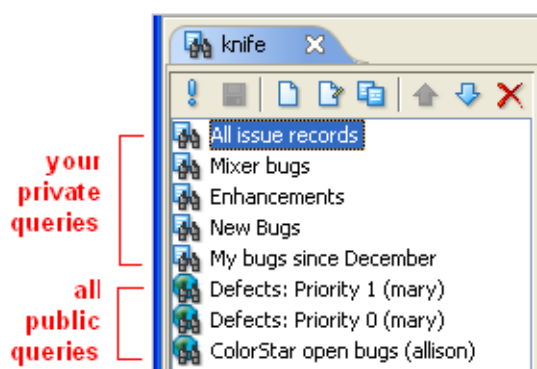 knife
All issue records
Mixer bugs
Enhancements
New Bugs
My bugs since December
Defects: Priority 1 (mary)
Defects: Priority 0 (mary)
ColorStar open bugs (allison)
your
private
queries
all
public
queries